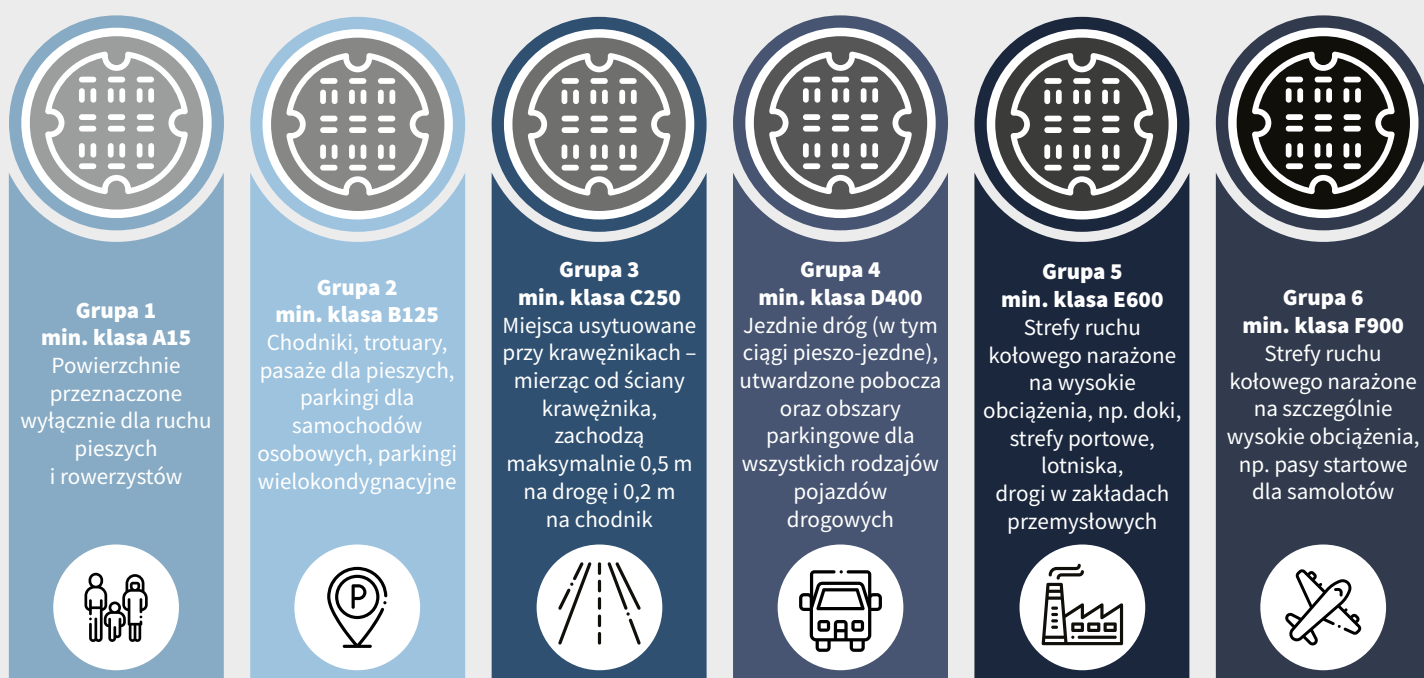 Grupa 1
min. klasa A15
Powierzchnie
przeznaczone
wyłącznie dla ruchu
pieszych
i rowerzystów
Grupa 2
min. klasa B125
Chodniki, trotuary,
pasaże dla pieszych,
parkingi dla
samochodów
osobowych, parkingi
wielokondygnacyjne
P
Grupa 3
min. klasa C250
Miejsca usytuowane
przy krawężnikach –
mierząc od ściany
krawężnika,
zachodzą
maksymalnie 0,5 m
na drogę i 0,2 m
na chodnik
Grupa 4
min. klasa D400
Jezdnie dróg (w tym
ciągi pieszo-jezdne),
utwardzone pobocza
oraz obszary
parkingowe dla
wszystkich rodzajów
pojazdów
drogowych
Grupa 5
min. klasa E600
Strefy ruchu
kołowego narażone
na wysokie
obciążenia, np. doki,
strefy portowe,
lotniska,
drogi w zakładach
przemysłowych
Grupa 6
min. klasa F900
Strefy ruchu
kołowego narażone
na szczególnie
wysokie obciążenia,
np. pasy startowe
dla samolotów